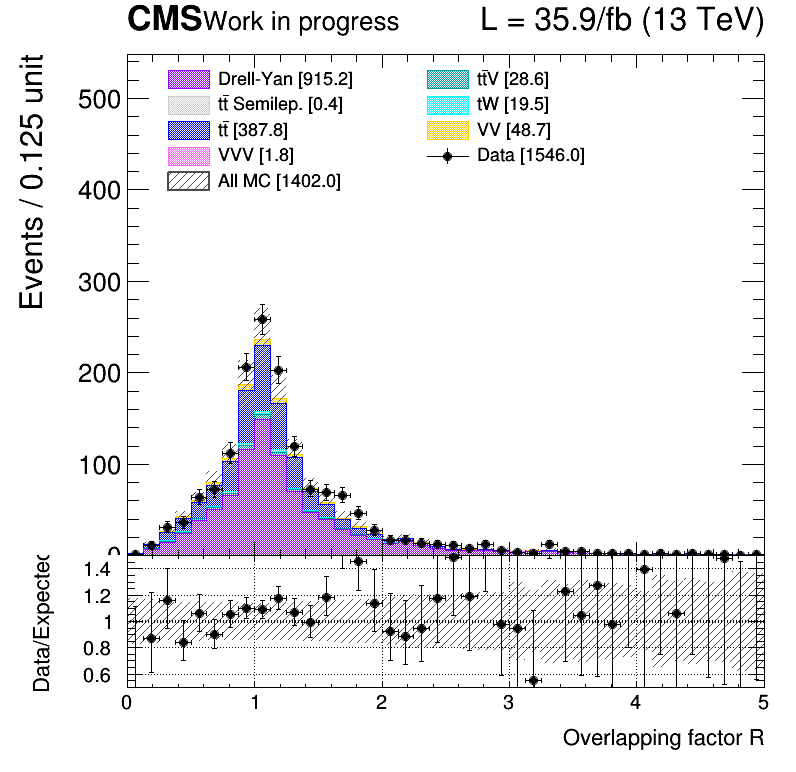 CMS Work in progress L = 35.9/fb (13 TeV)
Events / 0.125 unit
500
400
300
200
100
0
Drell-Yan [915.2]
tt̄ Semilep. [0.4]
tt̄ [387.8]
VVV [1.8]
All MC [1402.0]
tt̄V [28.6]
tW [19.5]
VV [48.7]
Data [1546.0]
Data/Expected
1.4
1.2
1
0.8
0.6
0 1 2 3 4 5
Overlapping factor R